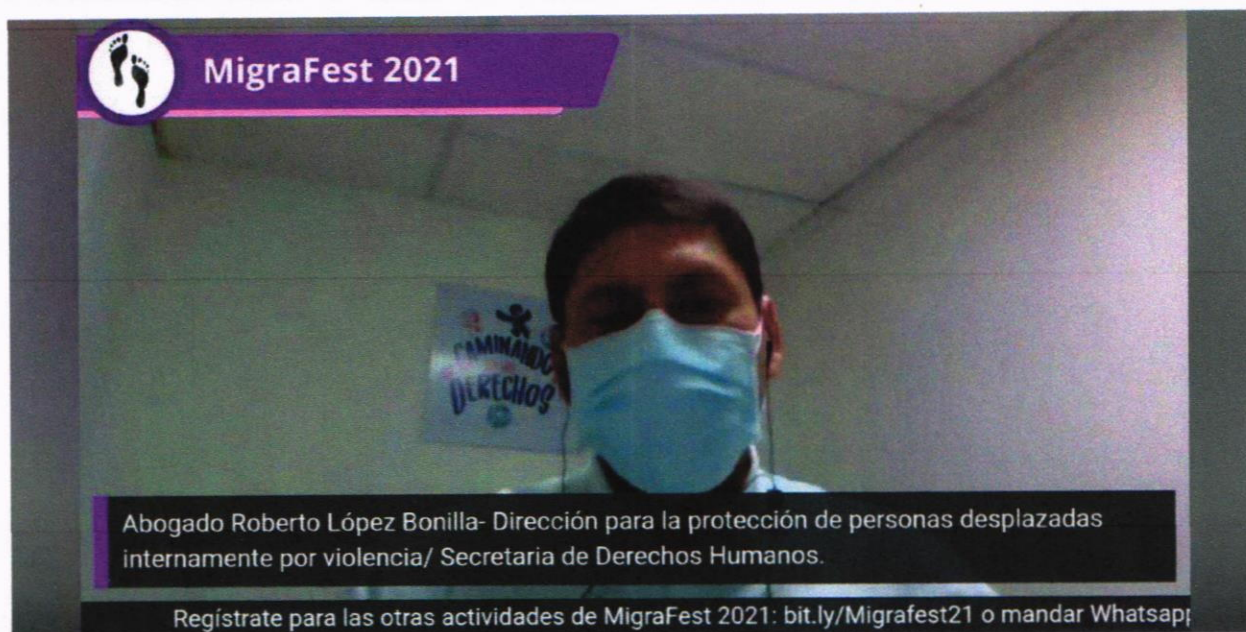 MigraFest 2021
CAMINANDO
DERECHOS
Abogado Roberto López Bonilla- Dirección para la protección de personas desplazadas
internamente por violencia/ Secretaria de Derechos Humanos.
Regístrate para las otras actividades de MigraFest 2021: bit.ly/Migrafest21 o mandar Whatsapp